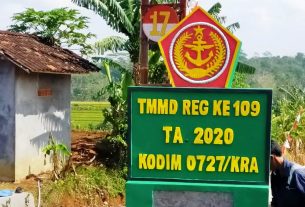 17
TMMD REG KE 109
TA 2020
KODIM 0727/KRA